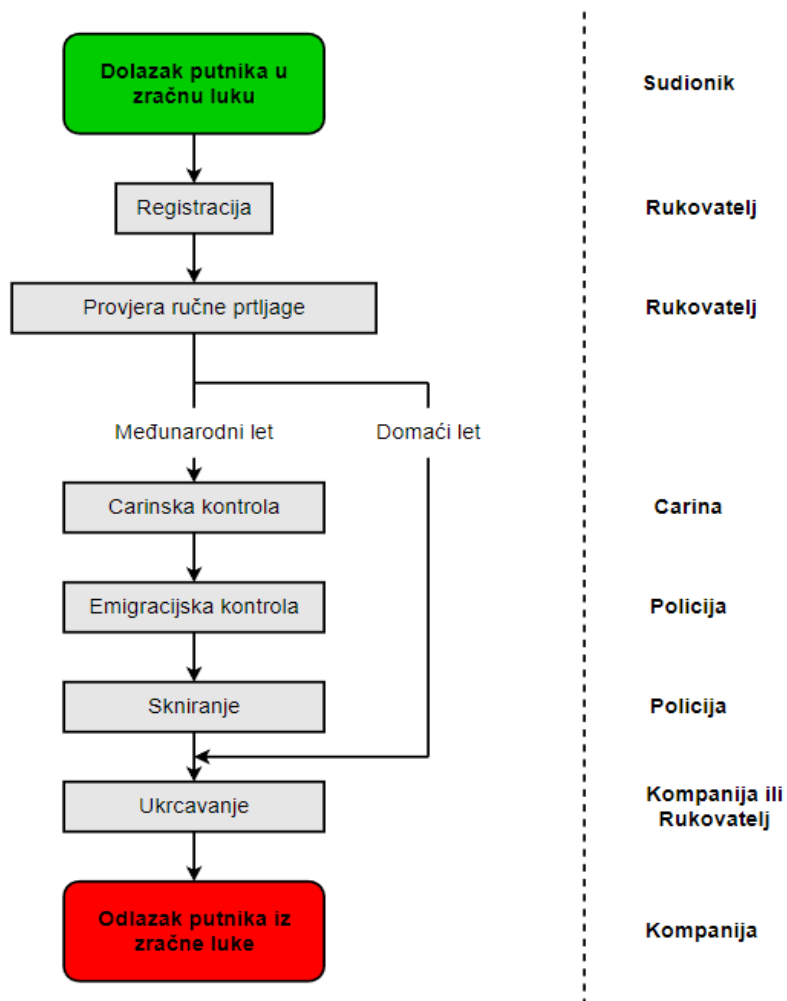 Dolazak putnika u
zračnu luku
Sudionik
Registracija
Rukovatelj
Provjera ručne prtljage
Rukovatelj
Međunarodni let
Domaći let
Carinska kontrola
Carina
Emigracijska kontrola
Policija
Skniranje
Policija
Ukrcavanje
Kompanija ili
Rukovatelj
Odlazak putnika iz
zračne luke
Kompanija